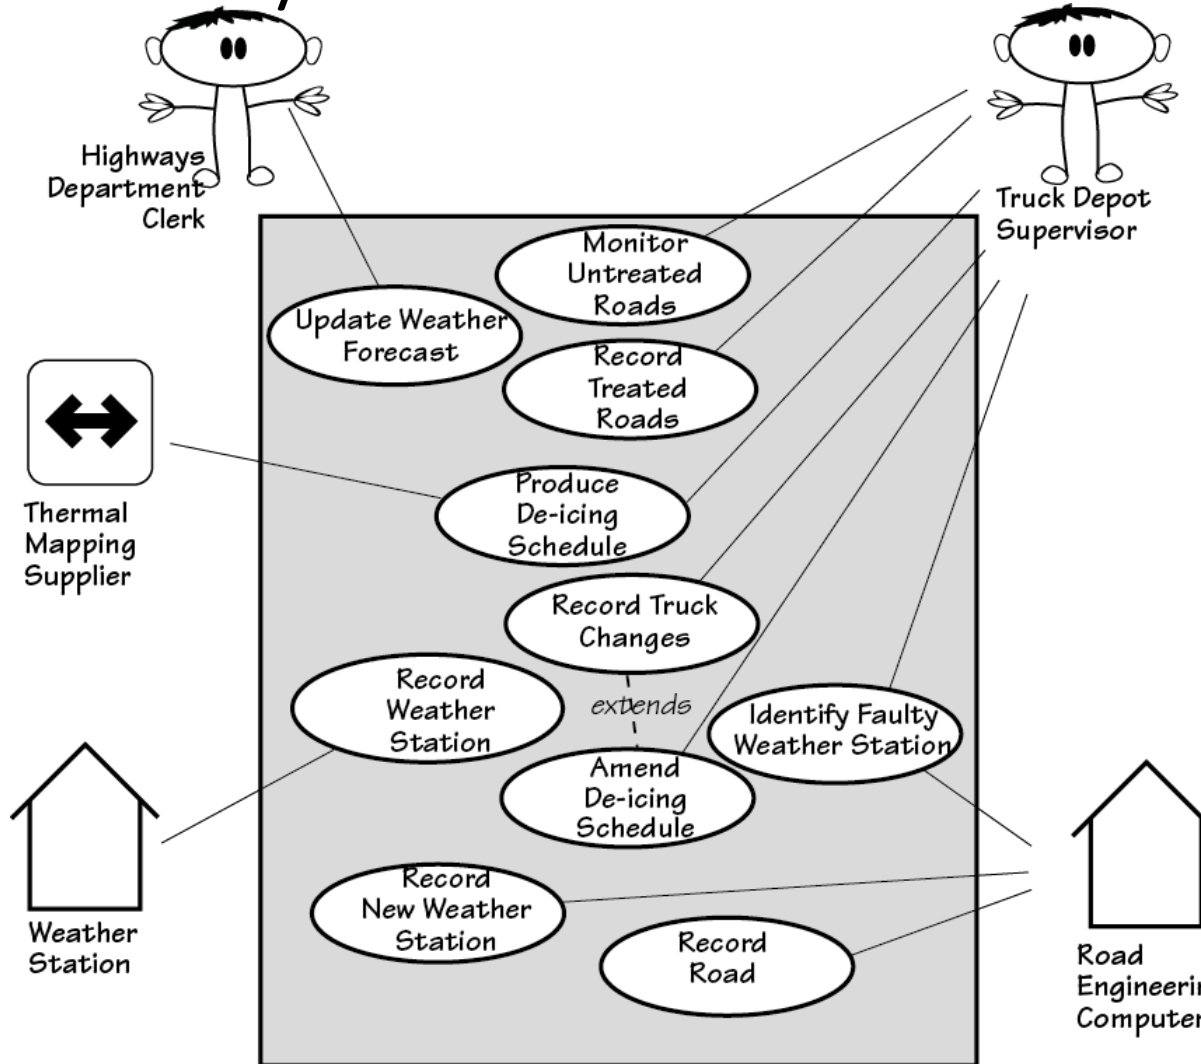 Highways
Department
Clerk
Truck Depot
Supervisor
Monitor
Untreated
Roads
Update Weather
Forecast
Record
Treated
Roads
Thermal
Mapping
Supplier
Produce
De-icing
Schedule
Record Truck
Changes
extends
Record
Weather
Station
Identify Faulty
Weather Station
Amend
De-icing
Schedule
Weather
Station
Record
New Weather
Station
Record
Road
Road
Engineerin
Computer